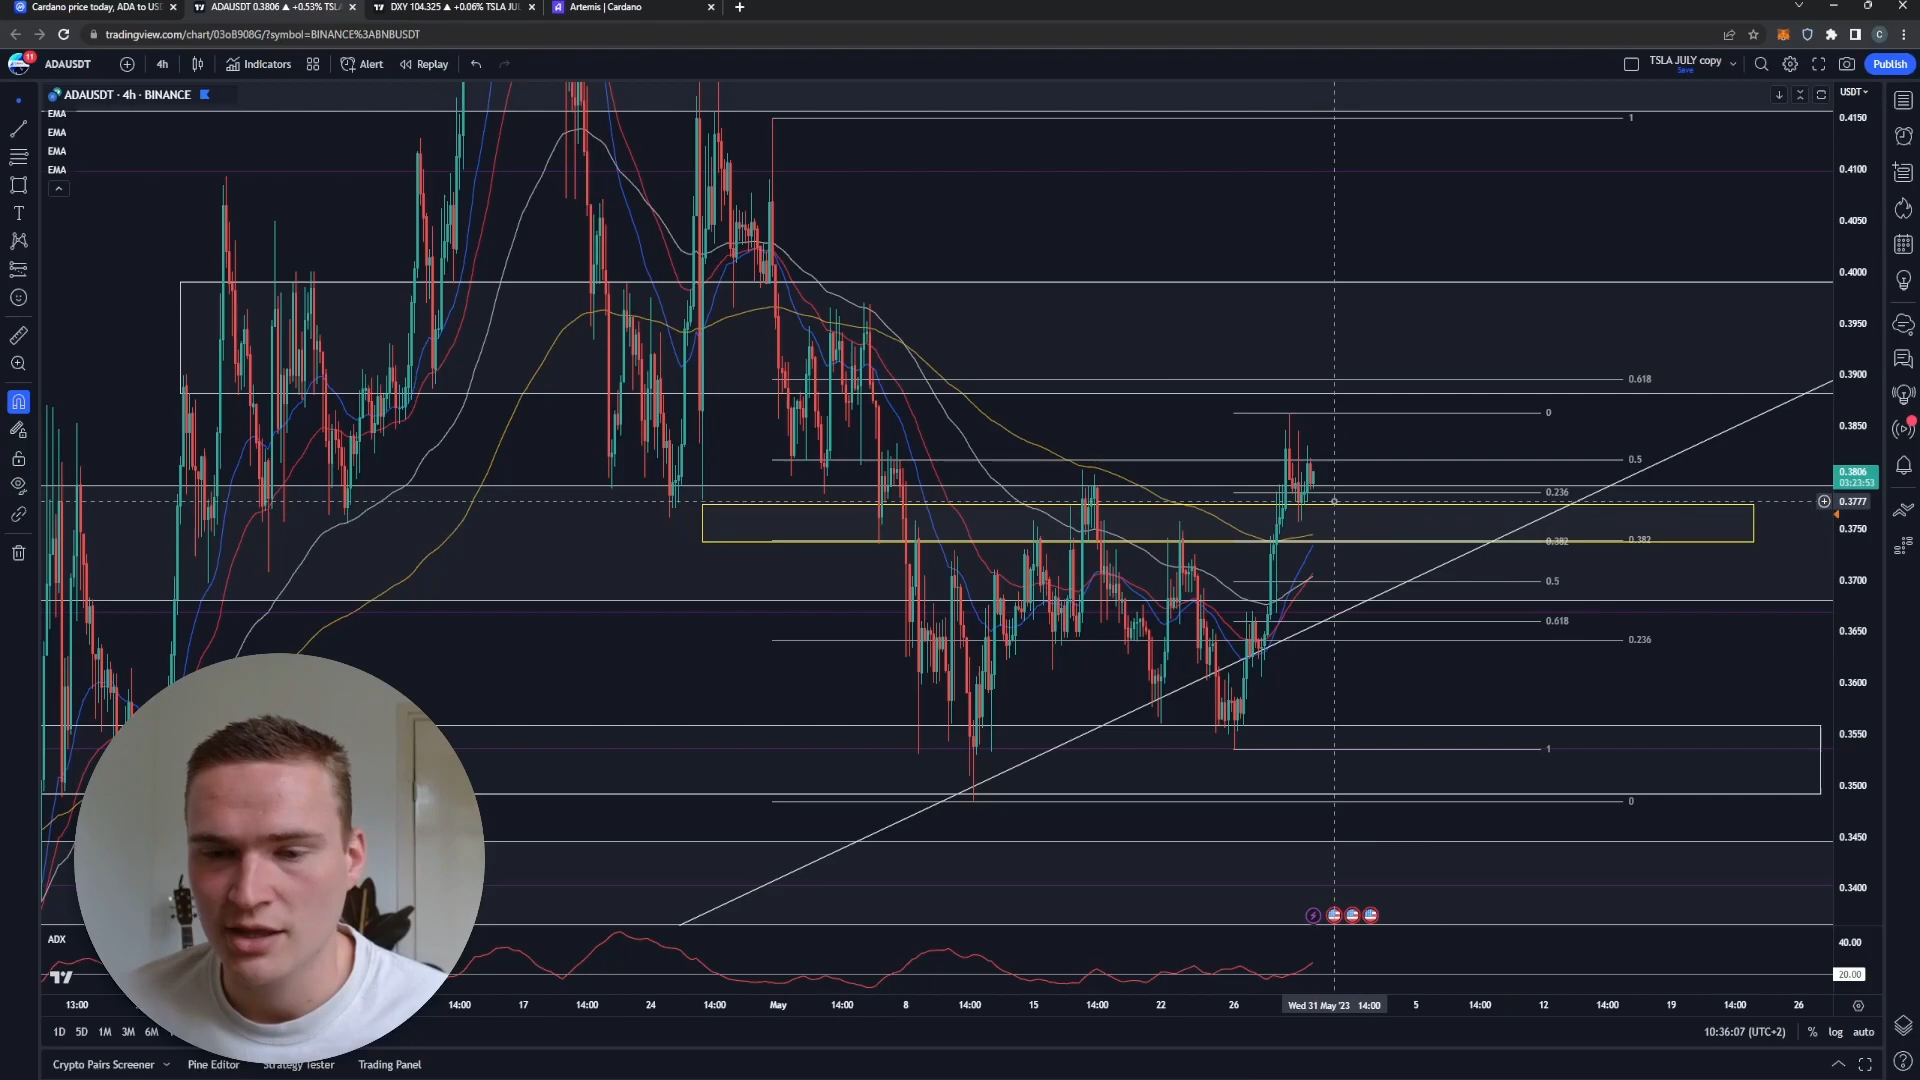 Cardano price today, ADA to USD
ADAUSDT 0.3806 ▲ +0.53% TSLA
DXY 104.325 ▲ +0.06% TSLA JUL
Artemis | Cardano
tradingview.com/chart/03oB908G/?symbol=BINANCE%3ABNBUSDT
C
11
ADAUSDT
4h
Indicators
Alert
Replay
TSLA JULY copy
Save
Publish
ADAUSDT · 4h · BINANCE
USDT
EMA
EMA
EMA
EMA
0.4150
0.4100
0.4050
0.4000
0.3950
0.3900
0.3850
0.3806
03:23:53
0.3777
0.3750
0.3700
0.3650
0.3600
0.3550
0.3500
0.3450
0.3400
1
0.618
0
0.5
0.236
0.382
0.382
0.5
0.618
0.236
1
0
ADX
40.00
20.00
13:00
14:00
17
14:00
24
14:00
May
14:00
8
14:00
15
14:00
22
26
Wed 31 May '23 14:00
5
14:00
12
14:00
19
14:00
26
1D
5D
1M
3M
6M
10:36:07 (UTC+2)
%
log
auto
Crypto Pairs Screener
Pine Editor
Strategy Tester
Trading Panel